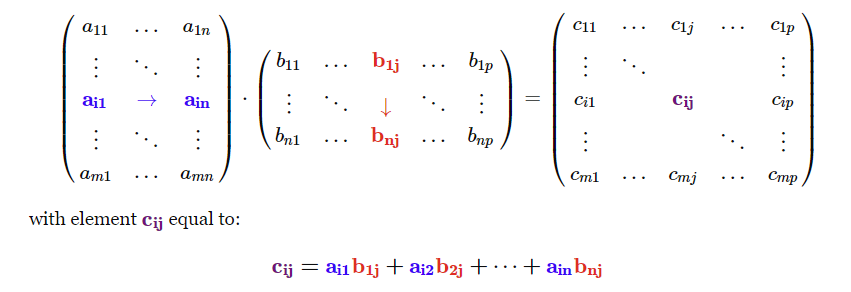 a₁₁ … a₁ₙ
⋮ ⋱ ⋮
aᵢ₁ → aᵢₙ
⋮ ⋱ ⋮
aₘ₁ … aₘₙ
·
b₁₁ … b₁ⱼ … b₁ₚ
⋮ ⋱ ↓ ⋱ ⋮
bₙ₁ … bₙⱼ … bₙₚ
=
c₁₁ … c₁ⱼ … c₁ₚ
⋮ ⋱ ⋮
cᵢ₁ cᵢⱼ cᵢₚ
⋮ ⋱ ⋮
cₘ₁ … cₘⱼ … cₘₚ
with element cᵢⱼ equal to:
cᵢⱼ = aᵢ₁b₁ⱼ + aᵢ₂b₂ⱼ + ⋯ + aᵢₙbₙⱼ